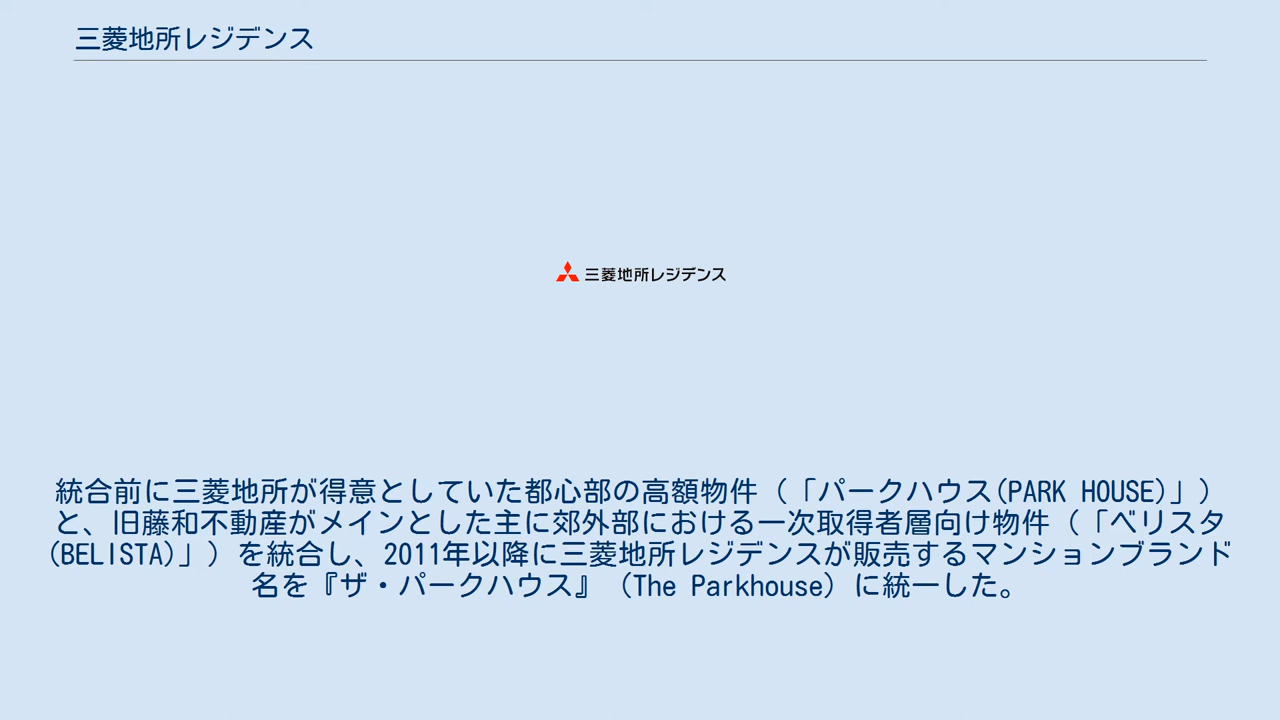 三菱地所レジデンス
三菱地所レジデンス
統合前に三菱地所が得意としていた都心部の高額物件（「パークハウス(PARK HOUSE)」）
と、旧藤和不動産がメインとした主に郊外部における一次取得者層向け物件（「ベリスタ
(BELISTA)」）を統合し、2011年以降に三菱地所レジデンスが販売するマンションブランド
名を『ザ・パークハウス』（The Parkhouse）に統一した。